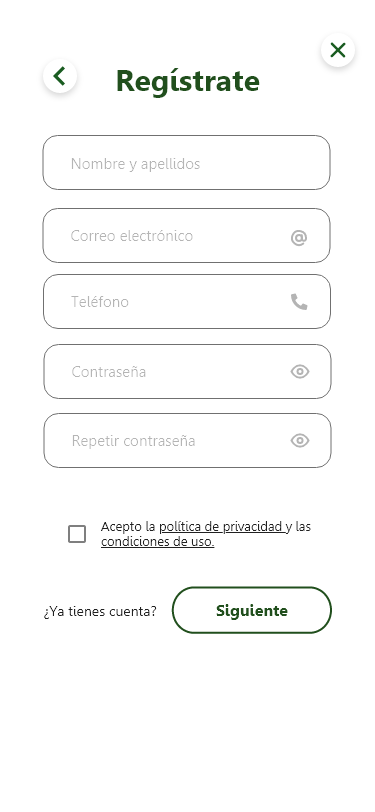 Regístrate
Nombre y apellidos
Correo electrónico
Teléfono
Contraseña
Repetir contraseña
Acepto la política de privacidad y las
condiciones de uso.
¿Ya tienes cuenta? Siguiente